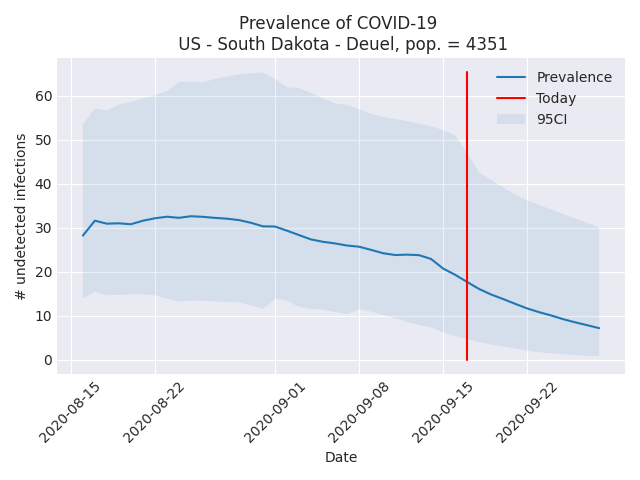 Prevalence of COVID-19
US - South Dakota - Deuel, pop. = 4351
Prevalence
Today
95CI
# undetected infections
60
50
40
30
20
10
0
2020-08-15
2020-08-22
2020-09-01
2020-09-08
2020-09-15
2020-09-22
Date